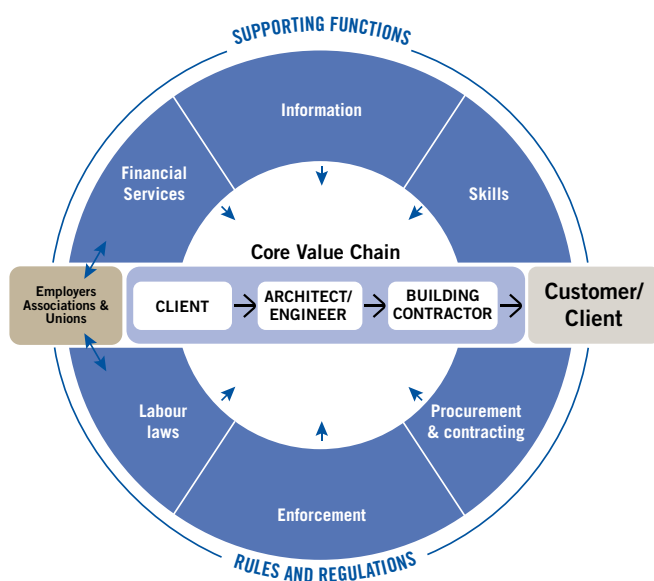 SUPPORTING FUNCTIONS
Information
Financial
Services
Skills
Core Value Chain
Employers
Associations &
Unions
CLIENT
ARCHITECT/
ENGINEER
BUILDING
CONTRACTOR
Customer/
Client
Labour
laws
Procurement
& contracting
Enforcement
RULES AND REGULATIONS